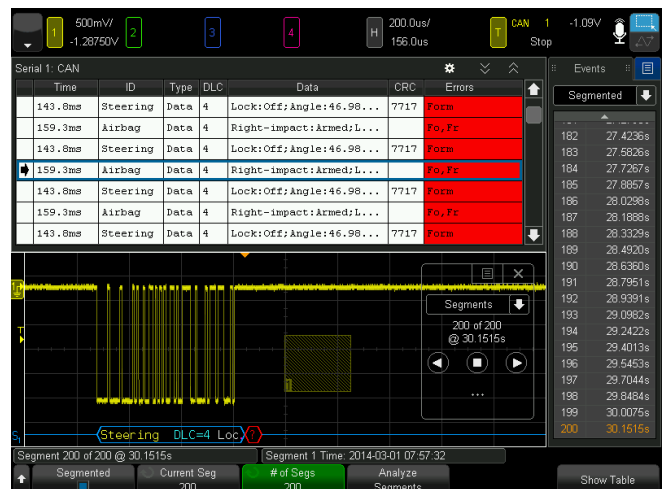 1 500mV/ 2 3 4 H 200.0us/ T CAN 1 -1.09V
-1.28750V 156.0us Stop
Serial 1: CAN
Time ID Type DLC Data CRC Errors
143.8ms Steering Data 4 Lock:Off;Angle:46.98... 7717 Form
159.3ms Airbag Data 4 Right-impact:Armed;L... Fo,Fr
143.8ms Steering Data 4 Lock:Off;Angle:46.98... 7717 Form
159.3ms Airbag Data 4 Right-impact:Armed;L... Fo,Fr
143.8ms Steering Data 4 Lock:Off;Angle:46.98... 7717 Form
159.3ms Airbag Data 4 Right-impact:Armed;L... Fo,Fr
143.8ms Steering Data 4 Lock:Off;Angle:46.98... 7717 Form
Events
Segmented
182 27.4236s
183 27.5826s
184 27.7267s
185 27.8857s
186 28.0298s
187 28.1888s
188 28.3329s
189 28.4920s
190 28.6360s
191 28.7951s
192 28.9391s
193 29.0982s
194 29.2422s
195 29.4013s
196 29.5453s
197 29.7044s
198 29.8484s
199 30.0075s
200 30.1515s
Segments
200 of 200
@ 30.1515s
...
T
1
S1 Steering DLC=4 Loc ?
Segment 200 of 200 @ 30.1515s Segment 1 Time: 2014-03-01 07:57:32
Segmented Current Seg # of Segs Analyze
200 200 Segments
Show Table